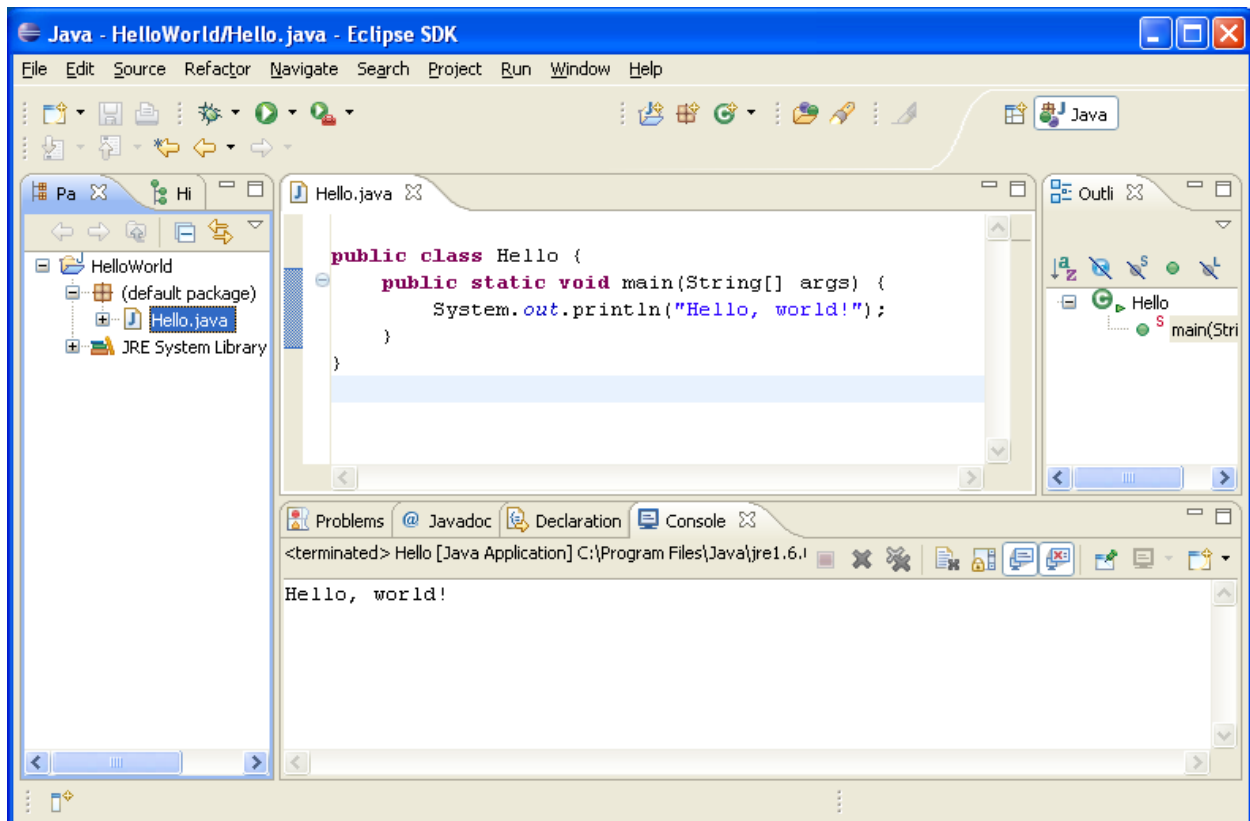 Java - HelloWorld/Hello.java - Eclipse SDK
File Edit Source Refactor Navigate Search Project Run Window Help
Java
Pa Hi
HelloWorld
(default package)
Hello.java
JRE System Library
Hello.java
public class Hello {
public static void main(String[] args) {
System.out.println("Hello, world!");
}
}
Outli
Hello
main(Stri
Problems @ Javadoc Declaration Console
<terminated> Hello [Java Application] C:\Program Files\Java\jre1.6.
Hello, world!